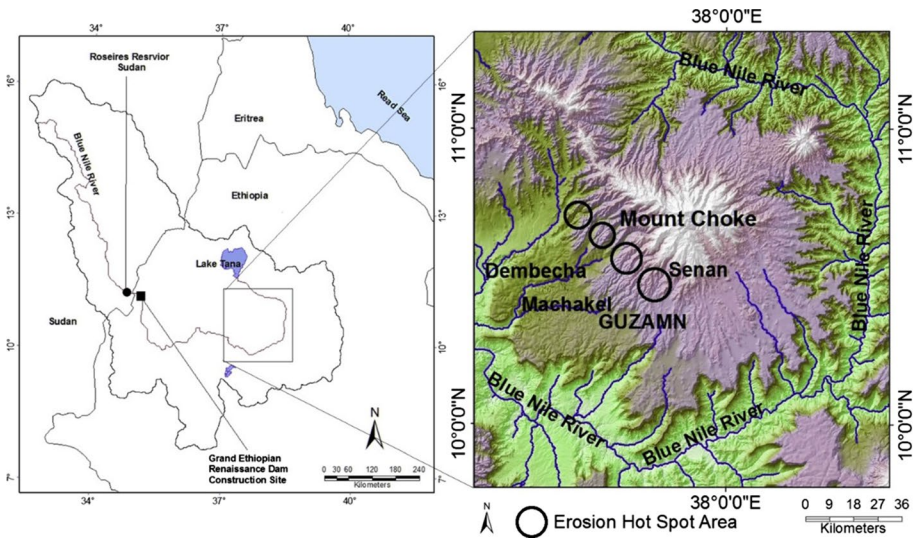 34°
37°
40°
16°
13°
10°
7°
Roseires Resrvior
Sudan
Read Sea
Eritrea
Blue Nile River
Ethiopia
Lake Tana
Sudan
Grand Ethiopian
Renaissance Dam
Construction Site
N
0 30 60 120 180 240
Kilometers
16°
13°
10°
7°
34°
37°
40°
38°0'0"E
11°0'0"N
10°0'0"N
Blue Nile River
Mount Choke
Dembecha
Senan
Machakel
GUZAMN
Blue Nile River
Blue Nile River
Blue Nile River
11°0'0"N
10°0'0"N
38°0'0"E
N
Erosion Hot Spot Area
0 9 18 27 36
Kilometers